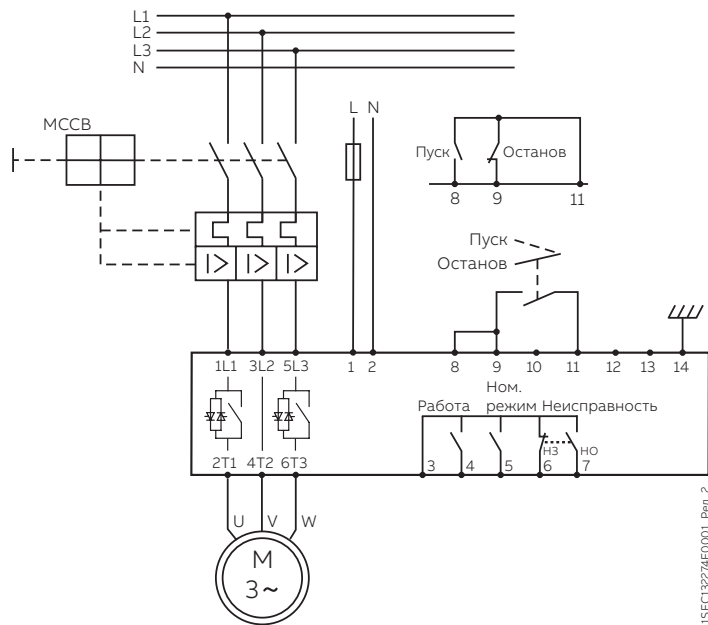 L1
L2
L3
N
MCCB
L N
Пуск
Останов
8 9 11
Пуск
Останов
1L1 3L2 5L3 1 2 8 9 10 11 12 13 14
Ном.
Работа режим Неисправность
НЗ НО
2T1 4T2 6T3 3 4 5 6 7
U V W
M
3~
1SFC132274F0001 Ред. 2